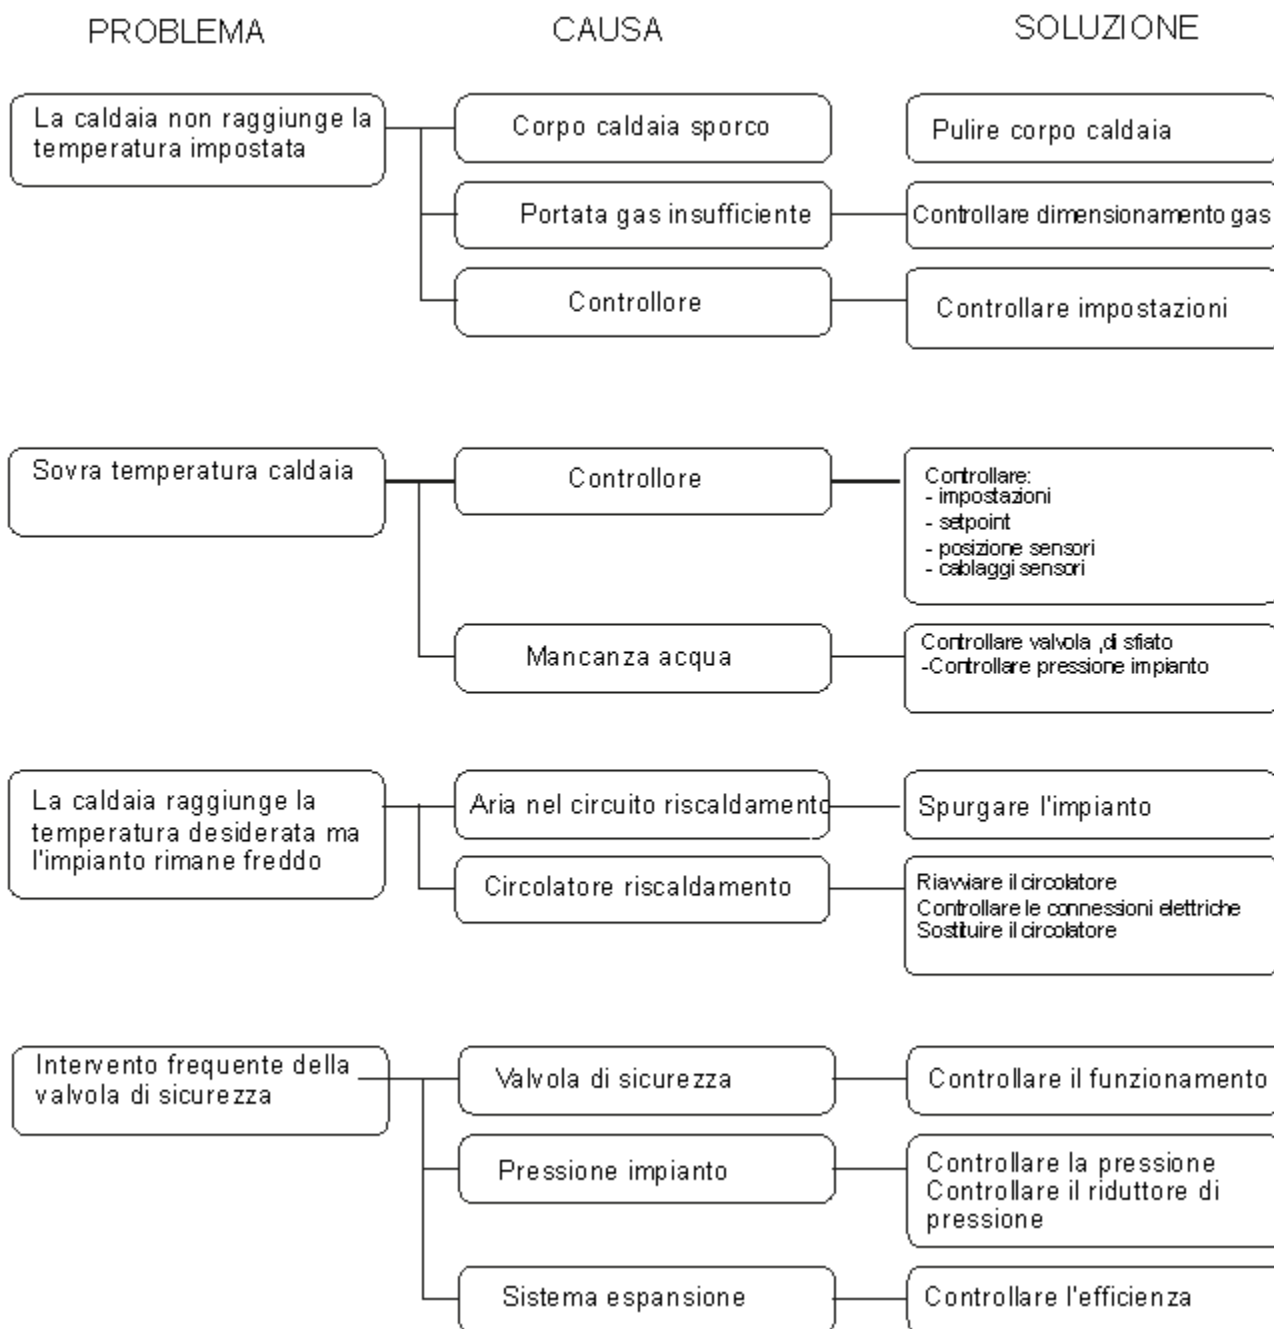 PROBLEMA
CAUSA
SOLUZIONE
La caldaia non raggiunge la
temperatura impostata
Corpo caldaia sporco
Pulire corpo caldaia
Portata gas insufficiente
Controllare dimensionamento gas
Controllore
Controllare impostazioni
Sovra temperatura caldaia
Controllore
Controllare:
- impostazioni
- setpoint
- posizione sensori
- cablaggi sensori
Mancanza acqua
Controllare valvola ,di sfiato
-Controllare pressione impianto
La caldaia raggiunge la
temperatura desiderata ma
l'impianto rimane freddo
Aria nel circuito riscaldamento
Spurgare l'impianto
Circolatore riscaldamento
Riavviare il circolatore
Controllare le connessioni elettriche
Sostituire il circolatore
Intervento frequente della
valvola di sicurezza
Valvola di sicurezza
Controllare il funzionamento
Pressione impianto
Controllare la pressione
Controllare il riduttore di
pressione
Sistema espansione
Controllare l'efficienza